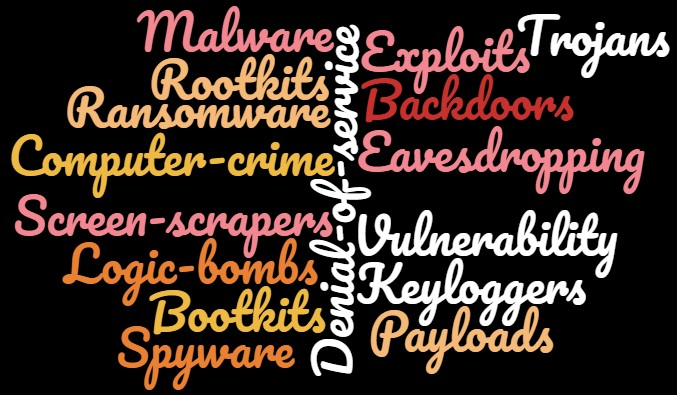 Malware
Rootkits
Ransomware
Computer-crime
Screen-scrapers
Logic-bombs
Bootkits
Spyware
Denial-of-service
Exploits
Trojans
Backdoors
Eavesdropping
Vulnerability
Keyloggers
Payloads